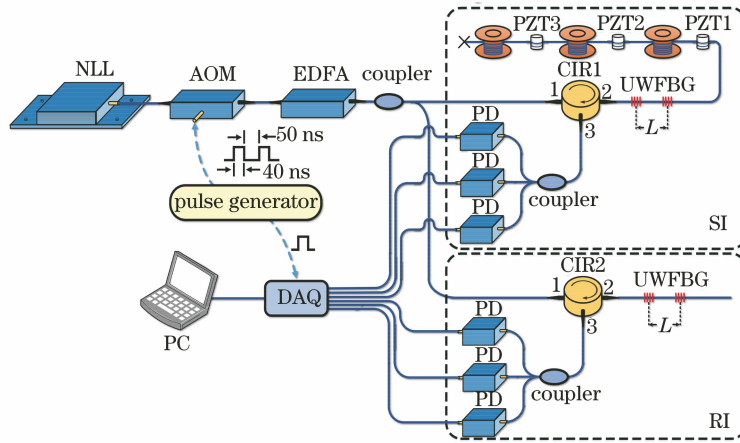 PZT3
PZT2
PZT1
NLL
AOM
EDFA
coupler
CIR1
UWFBG
1
2
3
L
PD
PD
PD
50 ns
40 ns
pulse generator
coupler
SI
DAQ
PC
CIR2
UWFBG
1
2
3
L
PD
PD
PD
coupler
RI